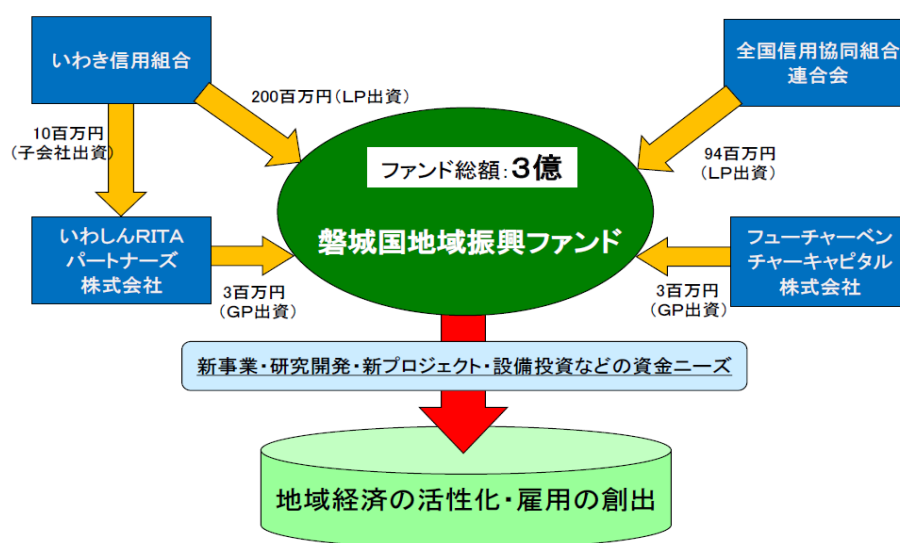 いわき信用組合
全国信用協同組合
連合会
200百万円(LP出資)
10百万円
(子会社出資)
94百万円
(LP出資)
ファンド総額:3億
磐城国地域振興ファンド
いわしんRITA
パートナーズ
株式会社
フューチャーベン
チャーキャピタル
株式会社
3百万円
(GP出資)
3百万円
(GP出資)
新事業・研究開発・新プロジェクト・設備投資などの資金ニーズ
地域経済の活性化・雇用の創出